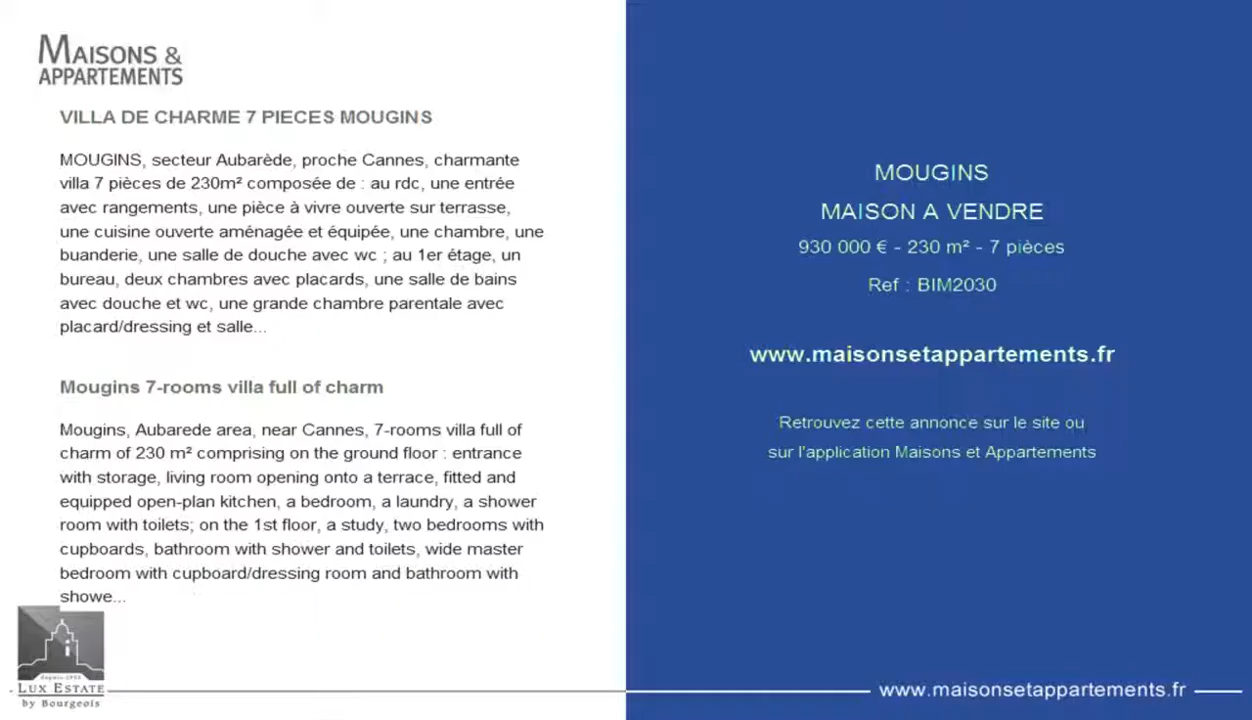 MAISONS &
APPARTEMENTS
VILLA DE CHARME 7 PIECES MOUGINS
MOUGINS, secteur Aubarède, proche Cannes, charmante
villa 7 pièces de 230m² composée de : au rdc, une entrée
avec rangements, une pièce à vivre ouverte sur terrasse,
une cuisine ouverte aménagée et équipée, une chambre, une
buanderie, une salle de douche avec wc ; au 1er étage, un
bureau, deux chambres avec placards, une salle de bains
avec douche et wc, une grande chambre parentale avec
placard/dressing et salle...
Mougins 7-rooms villa full of charm
Mougins, Aubarede area, near Cannes, 7-rooms villa full of
charm of 230 m² comprising on the ground floor : entrance
with storage, living room opening onto a terrace, fitted and
equipped open-plan kitchen, a bedroom, a laundry, a shower
room with toilets; on the 1st floor, a study, two bedrooms with
cupboards, bathroom with shower and toilets, wide master
bedroom with cupboard/dressing room and bathroom with
showe...
LUX ESTATE
by Bourgeois
MOUGINS
MAISON A VENDRE
930 000 € - 230 m² - 7 pièces
Ref : BIM2030
www.maisonsetappartements.fr
Retrouvez cette annonce sur le site ou
sur l'application Maisons et Appartements
www.maisonsetappartements.fr